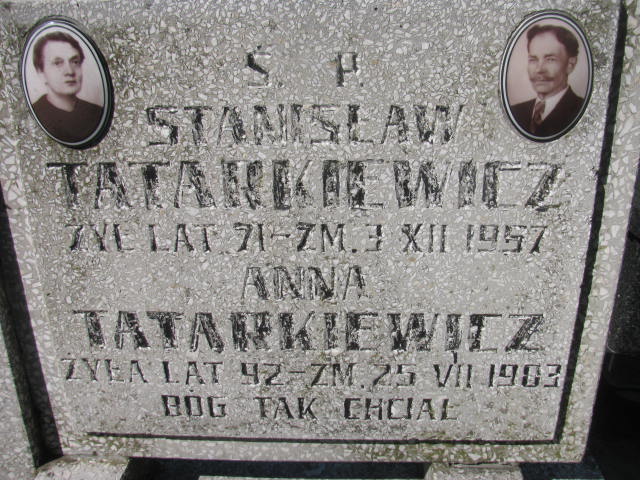 Ś P.
STANISŁAW
TATARKIEWICZ
ŻYŁ LAT 71-ZM. 3 XII 1957
ANNA
TATARKIEWICZ
ŻYŁA LAT 92-ZM. 25 VII 1983
BÓG TAK CHCIAŁ